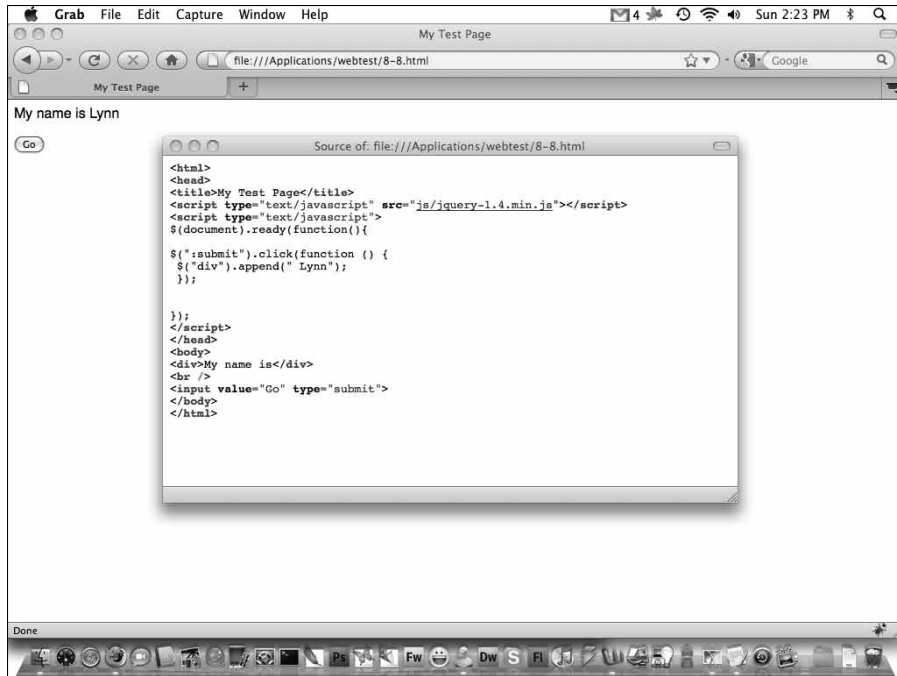 Grab File Edit Capture Window Help 4 Sun 2:23 PM
My Test Page
file:///Applications/webtest/8-8.html Google
My Test Page +
My name is Lynn
Go
Source of: file:///Applications/webtest/8-8.html
<html>
<head>
<title>My Test Page</title>
<script type="text/javascript" src="js/jquery-1.4.min.js"></script>
<script type="text/javascript">
$(document).ready(function(){
$(":submit").click(function () {
$("div").append(" Lynn");
});
});
</script>
</head>
<body>
<div>My name is</div>
<br />
<input value="Go" type="submit">
</body>
</html>
Done
Ps Fw Dw S Fl